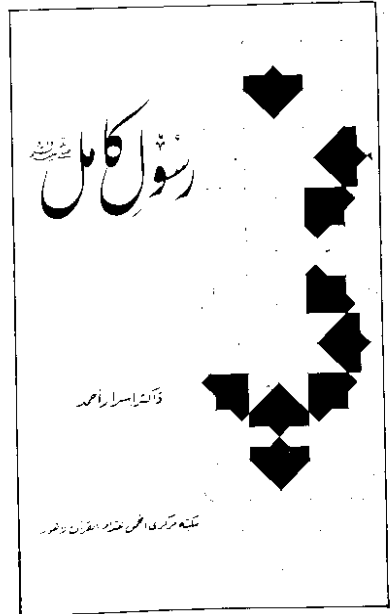 رسولِ کامل ﷺ
ڈاکٹر اسرار احمد
مکتبہ مرکزی انجمن خدام القرآن لاہور